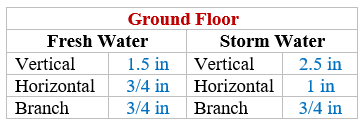 Ground Floor
Fresh Water Storm Water
Vertical 1.5 in Vertical 2.5 in
Horizontal 3/4 in Horizontal 1 in
Branch 3/4 in Branch 3/4 in